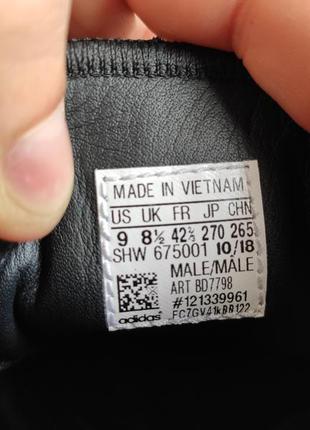 MADE IN VIETNAM
US UK FR JP CHN
9 8½ 42⅔ 270 265
SHW 675001 10/18
MALE/MÂLE
ART BD7798
#121339961
adidas